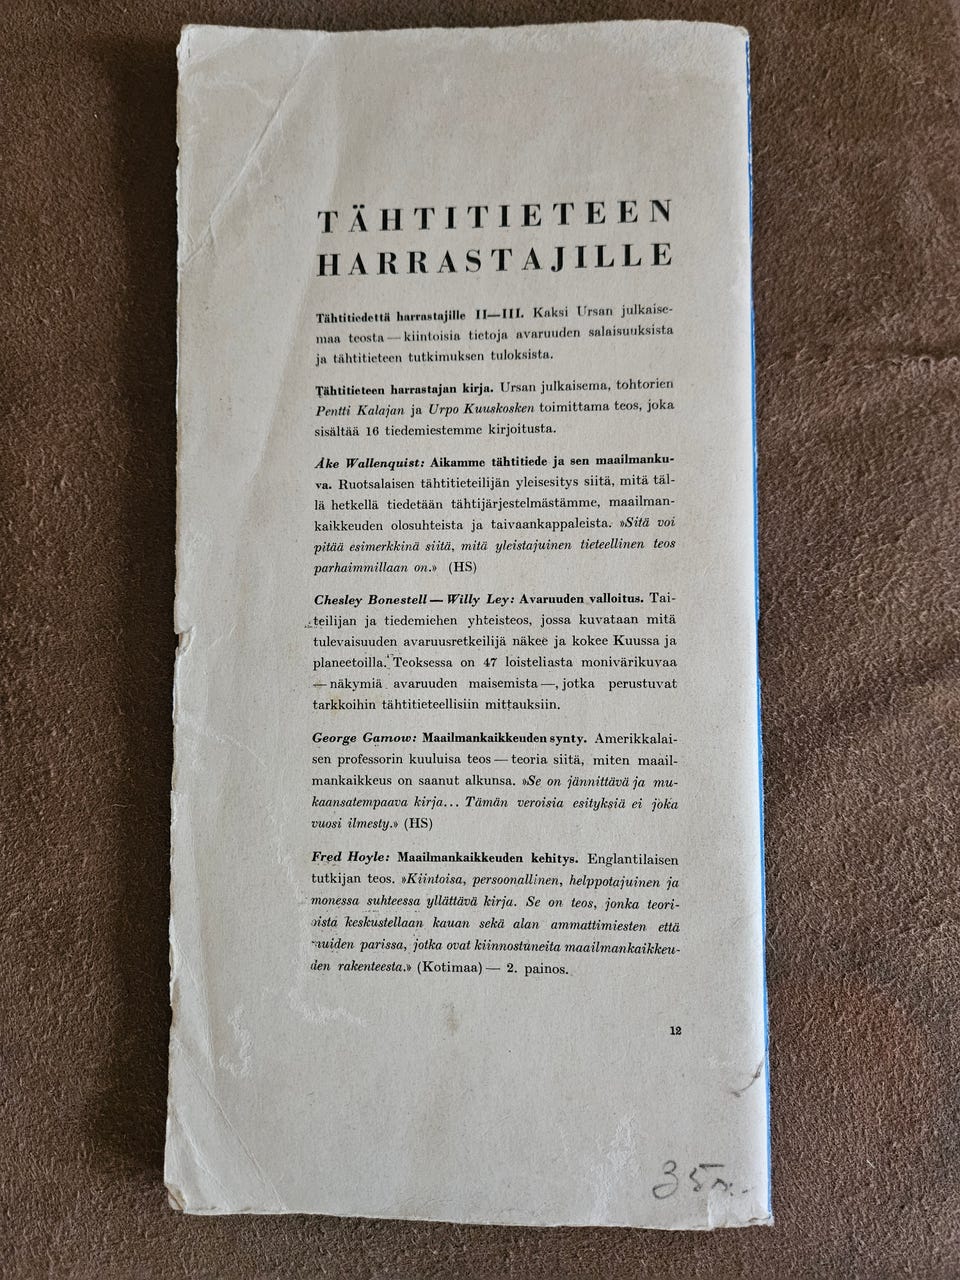 TÄHTITIETEEN
HARRASTAJILLE
Tähtitiedettä harrastajille II—III. Kaksi Ursan julkaise-
maa teosta — kiintoisia tietoja avaruuden salaisuuksista
ja tähtitieteen tutkimuksen tuloksista.
Tähtitieteen harrastajan kirja. Ursan julkaisema, tohtorien
Pentti Kalajan ja Urpo Kuuskosken toimittama teos, joka
sisältää 16 tiedemiestemme kirjoitusta.
Åke Wallenquist: Aikamme tähtitiede ja sen maailmanku-
va. Ruotsalaisen tähtitieteilijän yleisesitys siitä, mitä täl-
lä hetkellä tiedetään tähtijärjestelmästämme, maailman-
kaikkeuden olosuhteista ja taivaankappaleista. »Sitä voi
pitää esimerkkinä siitä, mitä yleistajuinen tieteellinen teos
parhaimmillaan on.» (HS)
Chesley Bonestell — Willy Ley: Avaruuden valloitus. Tai-
teilijan ja tiedemiehen yhteisteos, jossa kuvataan mitä
tulevaisuuden avaruusretkeilijä näkee ja kokee Kuussa ja
planeetoilla. Teoksessa on 47 loisteliasta monivärikuvaa
— näkymiä avaruuden maisemista —, jotka perustuvat
tarkkoihin tähtitieteellisiin mittauksiin.
George Gamow: Maailmankaikkeuden synty. Amerikkalai-
sen professorin kuuluisa teos — teoria siitä, miten maail-
mankaikkeus on saanut alkunsa. »Se on jännittävä ja mu-
kaansatempaava kirja... Tämän veroisia esityksiä ei joka
vuosi ilmesty.» (HS)
Fred Hoyle: Maailmankaikkeuden kehitys. Englantilaisen
tutkijan teos. »Kiintoisa, persoonallinen, helppotajuinen ja
monessa suhteessa yllättävä kirja. Se on teos, jonka teori-
oista keskustellaan kauan sekä alan ammattimiesten että
muiden parissa, jotka ovat kiinnostuneita maailmankaikkeu-
den rakenteesta.» (Kotimaa) — 2. painos.
12
35